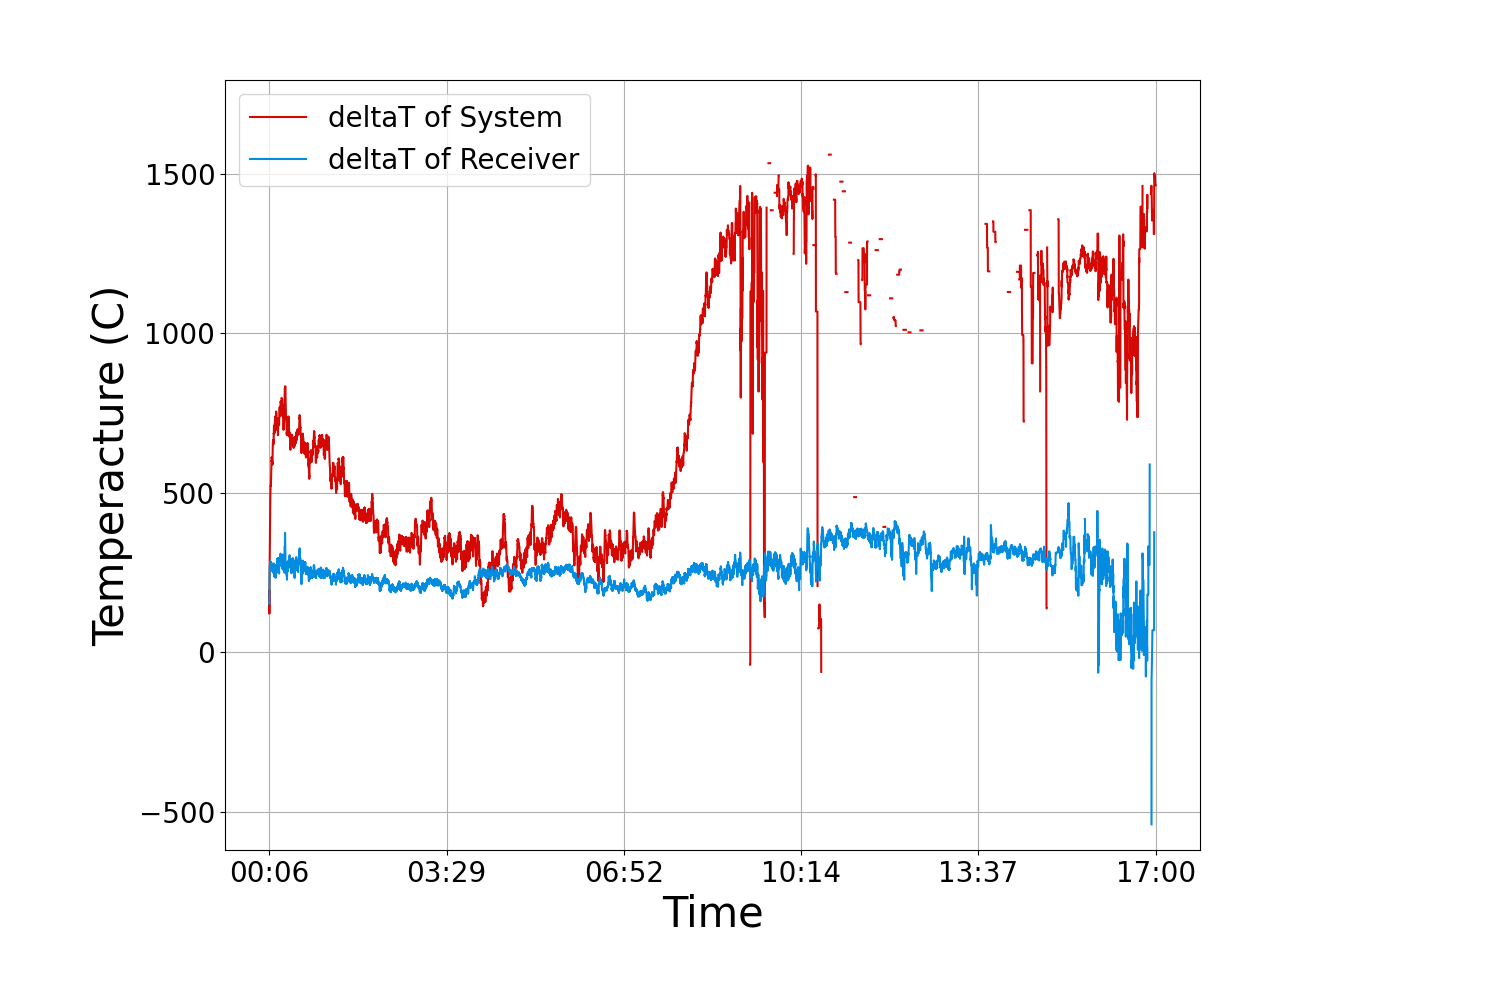 deltaT of System
deltaT of Receiver
1500
1000
500
0
−500
Temperacture (C)
00:06 03:29 06:52 10:14 13:37 17:00
Time